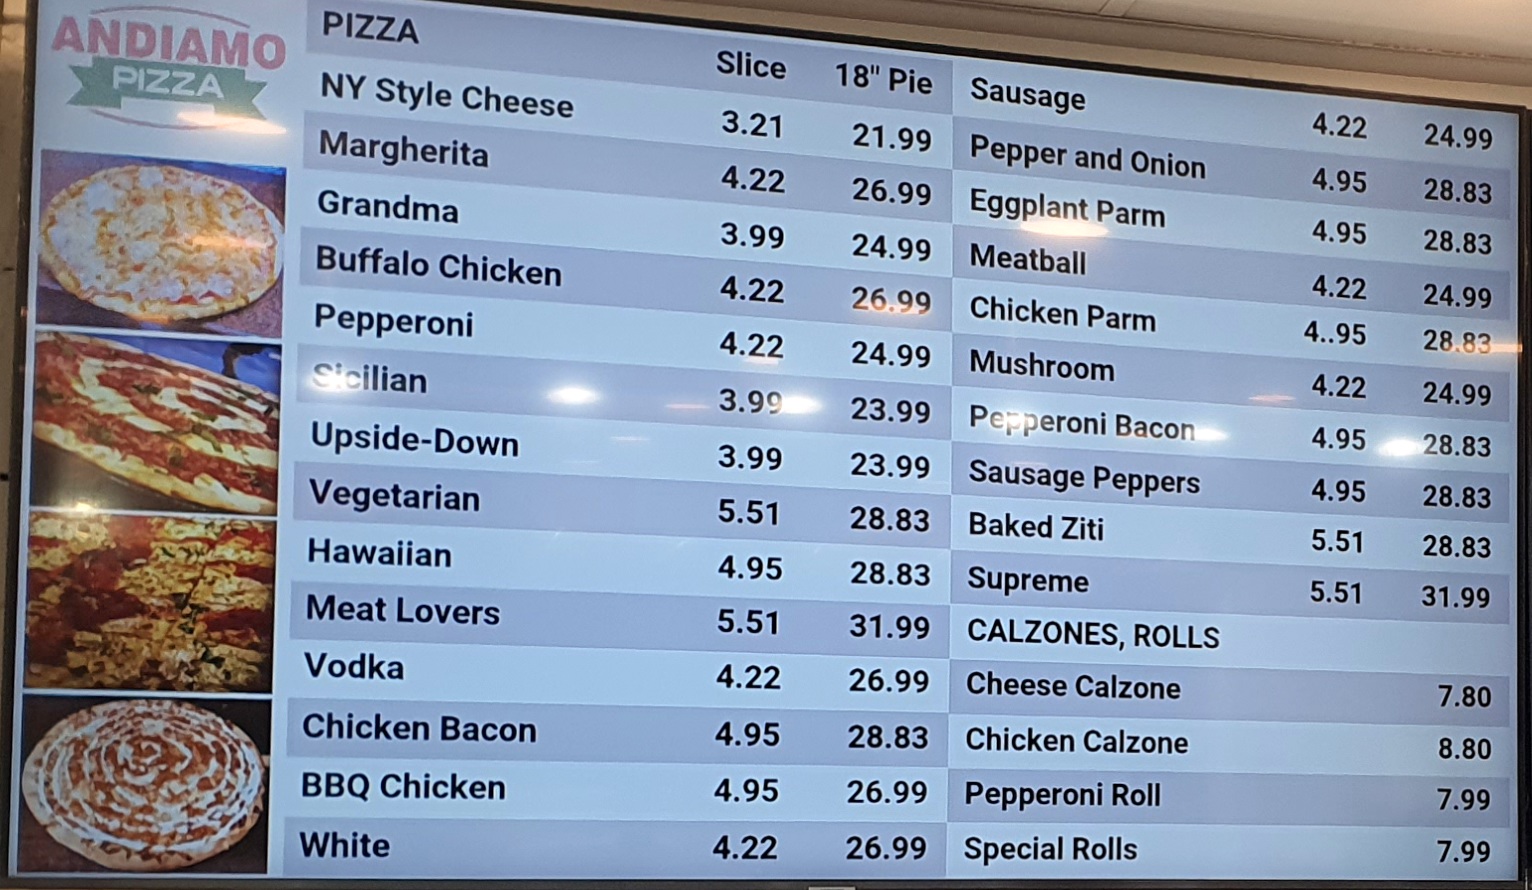 ANDIAMO
PIZZA
PIZZA Slice 18" Pie
NY Style Cheese 3.21 21.99
Margherita 4.22 26.99
Grandma 3.99 24.99
Buffalo Chicken 4.22 26.99
Pepperoni 4.22 24.99
Sicilian 3.99 23.99
Upside-Down 3.99 23.99
Vegetarian 5.51 28.83
Hawaiian 4.95 28.83
Meat Lovers 5.51 31.99
Vodka 4.22 26.99
Chicken Bacon 4.95 28.83
BBQ Chicken 4.95 26.99
White 4.22 26.99
Sausage 4.22 24.99
Pepper and Onion 4.95 28.83
Eggplant Parm 4.95 28.83
Meatball 4.22 24.99
Chicken Parm 4..95 28.83
Mushroom 4.22 24.99
Pepperoni Bacon 4.95 28.83
Sausage Peppers 4.95 28.83
Baked Ziti 5.51 28.83
Supreme 5.51 31.99
CALZONES, ROLLS
Cheese Calzone 7.80
Chicken Calzone 8.80
Pepperoni Roll 7.99
Special Rolls 7.99